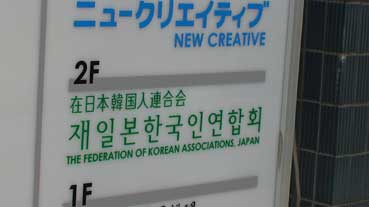 ニュークリエイティブ
NEW CREATIVE
2F
在日本韓国人連合会
재일본한국인연합회
THE FEDERATION OF KOREAN ASSOCIATIONS, JAPAN
1F